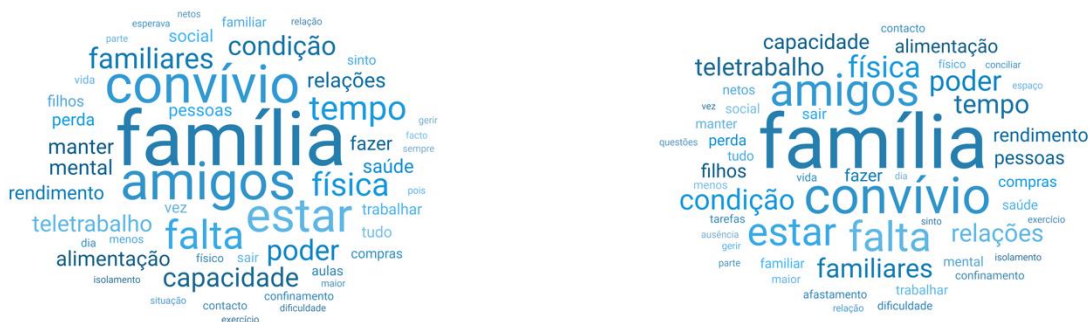 netos relação
esperava familiar
parte social condição
familiares sinto
vida convívio relações
filhos pessoas tempo
perda gerir
manter família fazer facto
mental sempre
amigos saúde
rendimento física pois
teletrabalho vez estar trabalhar
dia menos falta tudo
alimentação físico sair poder compras
isolamento capacidade aulas
maior
situação contacto confinamento
dificuldade
exercício
contacto
capacidade alimentação
teletrabalho física físico conciliar
netos amigos poder espaço
vez social sair tempo
manter
questões perda família rendimento
tudo pessoas
filhos vida fazer dia compras
menos
condição convívio saúde
tarefas sinto exercício
ausência estar falta relações
gerir
parte familiar familiares mental isolamento
maior confinamento
afastamento trabalhar
relação dificuldade